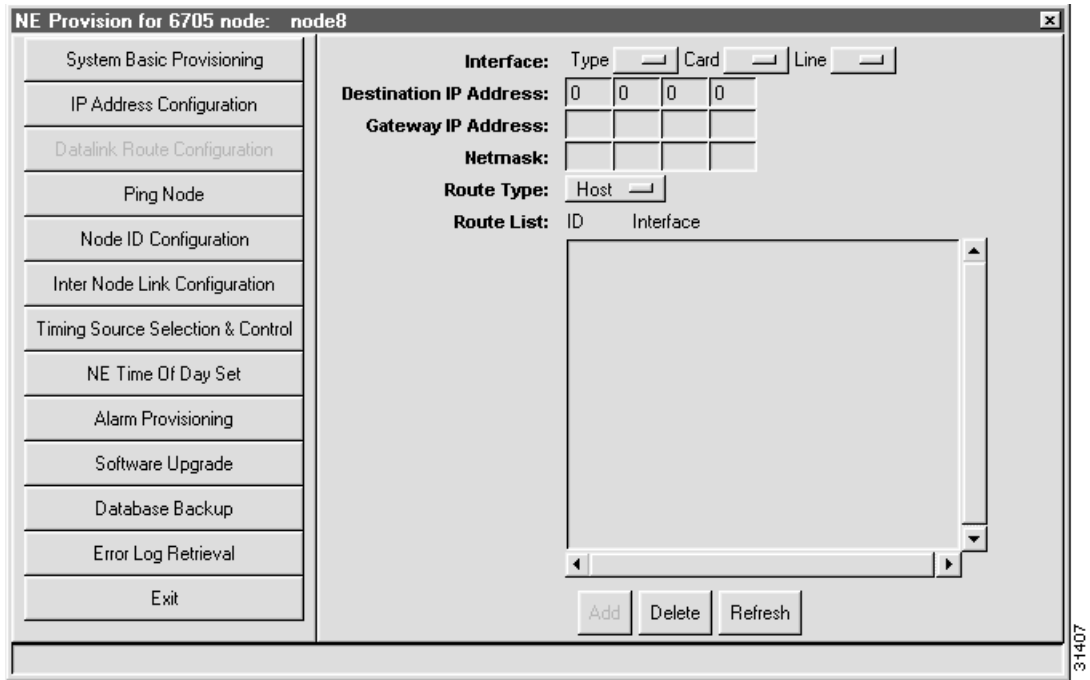 NE Provision for 6705 node: node8
System Basic Provisioning
IP Address Configuration
Datalink Route Configuration
Ping Node
Node ID Configuration
Inter Node Link Configuration
Timing Source Selection & Control
NE Time Of Day Set
Alarm Provisioning
Software Upgrade
Database Backup
Error Log Retrieval
Exit
Interface: Type Card Line
Destination IP Address: 0 0 0 0
Gateway IP Address:
Netmask:
Route Type: Host
Route List: ID Interface
Add Delete Refresh
31407